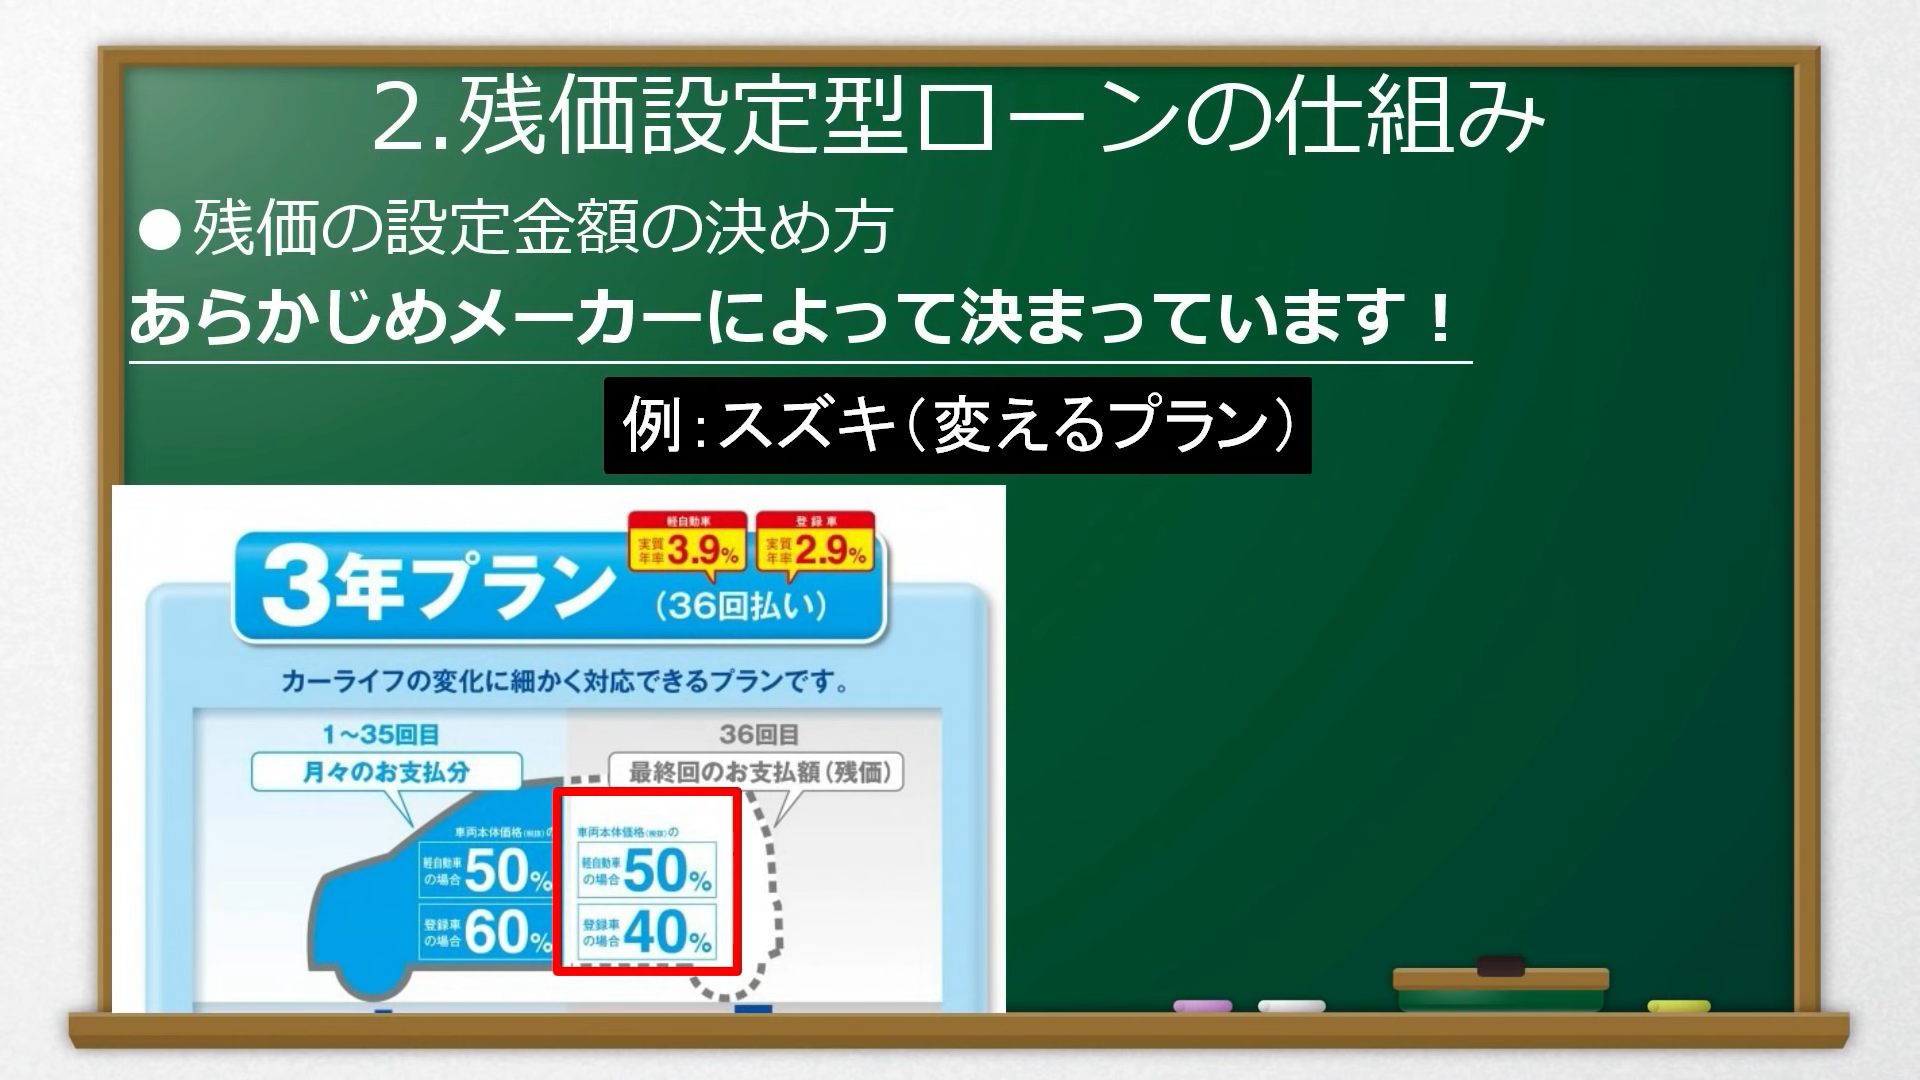 2.残価設定型ローンの仕組み
●残価の設定金額の決め方
あらかじめメーカーによって決まっています！
例：スズキ（変えるプラン）
軽自動車
実質年率3.9%
登録車
実質年率2.9%
3年プラン
（36回払い）
カーライフの変化に細かく対応できるプランです。
1～35回目
月々のお支払分
36回目
最終回のお支払額（残価）
車両本体価格（税抜）の
軽自動車の場合50%
登録車の場合60%
車両本体価格（税抜）の
軽自動車の場合50%
登録車の場合40%